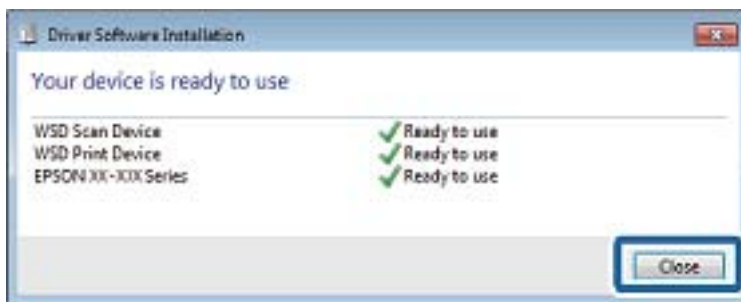 Driver Software Installation
Your device is ready to use
WSD Scan Device Ready to use
WSD Print Device Ready to use
EPSON XX-XXX Series Ready to use
Close